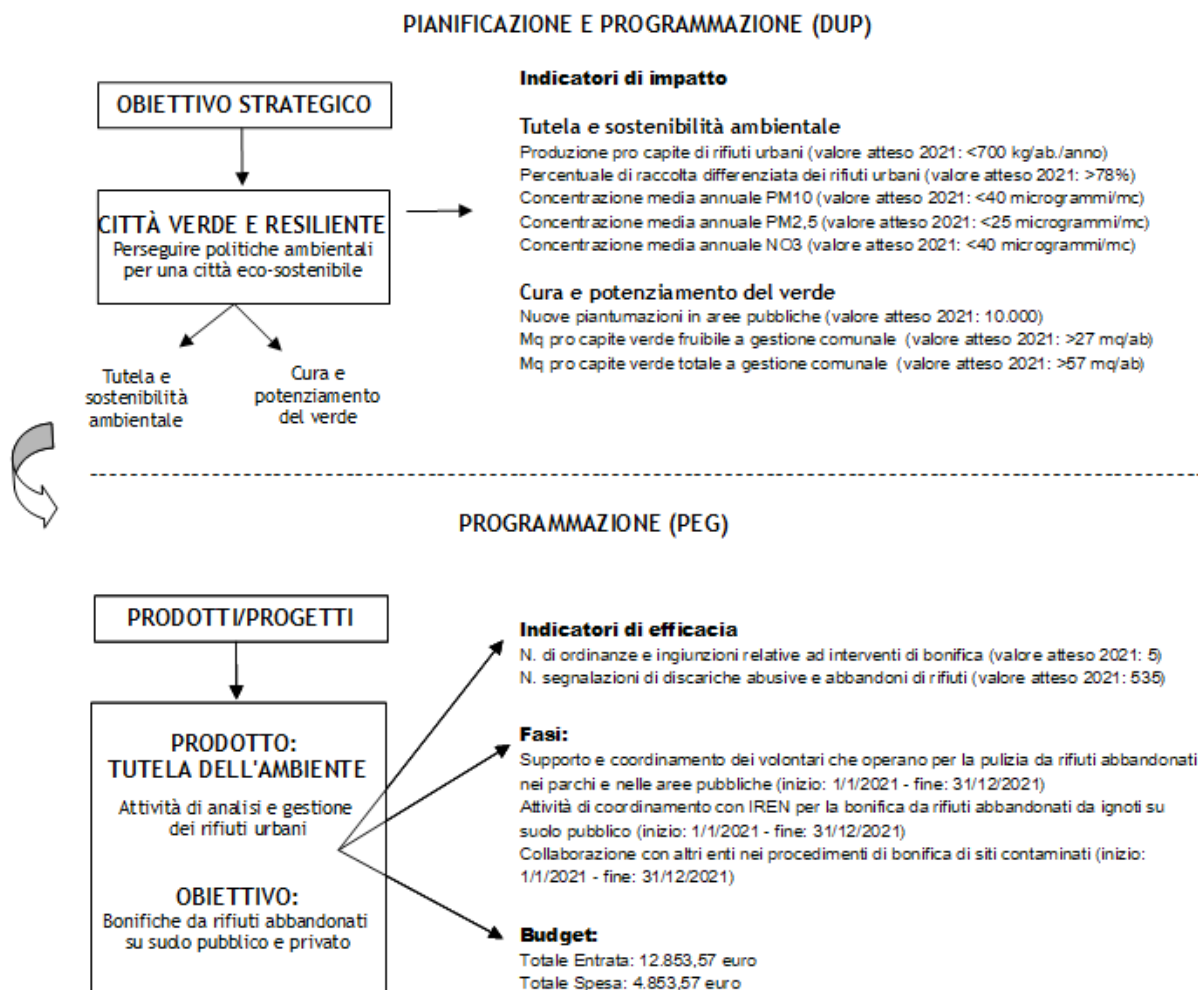 PIANIFICAZIONE E PROGRAMMAZIONE (DUP)
OBIETTIVO STRATEGICO
CITTÀ VERDE E RESILIENTE
Perseguire politiche ambientali
per una città eco-sostenibile
Tutela e
sostenibilità
ambientale
Cura e
potenziamento
del verde
Indicatori di impatto
Tutela e sostenibilità ambientale
Produzione pro capite di rifiuti urbani (valore atteso 2021: <700 kg/ab./anno)
Percentuale di raccolta differenziata dei rifiuti urbani (valore atteso 2021: >78%)
Concentrazione media annuale PM10 (valore atteso 2021: <40 microgrammi/mc)
Concentrazione media annuale PM2,5 (valore atteso 2021: <25 microgrammi/mc)
Concentrazione media annuale NO3 (valore atteso 2021: <40 microgrammi/mc)
Cura e potenziamento del verde
Nuove piantumazioni in aree pubbliche (valore atteso 2021: 10.000)
Mq pro capite verde fruibile a gestione comunale (valore atteso 2021: >27 mq/ab)
Mq pro capite verde totale a gestione comunale (valore atteso 2021: >57 mq/ab)
PROGRAMMAZIONE (PEG)
PRODOTTI/PROGETTI
PRODOTTO:
TUTELA DELL'AMBIENTE
Attività di analisi e gestione
dei rifiuti urbani
OBIETTIVO:
Bonifiche da rifiuti abbandonati
su suolo pubblico e privato
Indicatori di efficacia
N. di ordinanze e ingiunzioni relative ad interventi di bonifica (valore atteso 2021: 5)
N. segnalazioni di discariche abusive e abbandoni di rifiuti (valore atteso 2021: 535)
Fasi:
Supporto e coordinamento dei volontari che operano per la pulizia da rifiuti abbandonati
nei parchi e nelle aree pubbliche (inizio: 1/1/2021 - fine: 31/12/2021)
Attività di coordinamento con IREN per la bonifica da rifiuti abbandonati da ignoti su
suolo pubblico (inizio: 1/1/2021 - fine: 31/12/2021)
Collaborazione con altri enti nei procedimenti di bonifica di siti contaminati (inizio:
1/1/2021 - fine: 31/12/2021)
Budget:
Totale Entrata: 12.853,57 euro
Totale Spesa: 4.853,57 euro